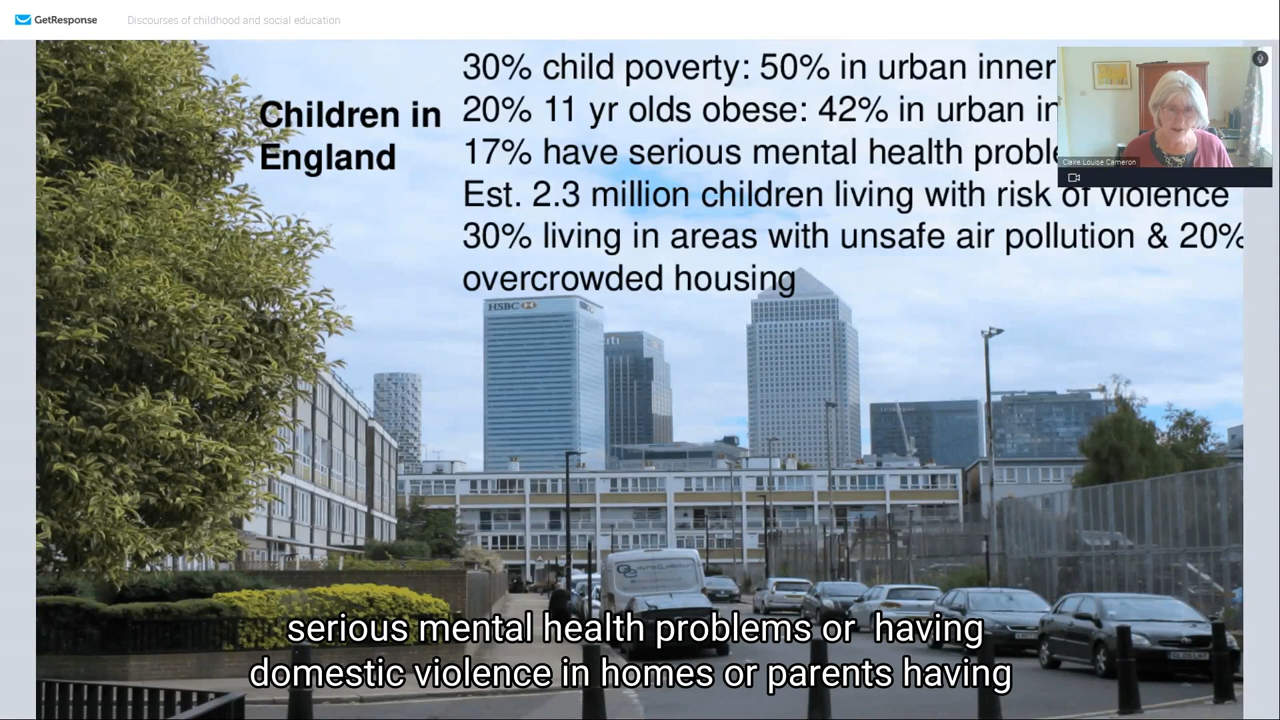 GetResponse
Discourses of childhood and social education
Children in
England
30% child poverty: 50% in urban inner
20% 11 yr olds obese: 42% in urban in
17% have serious mental health proble
Est. 2.3 million children living with risk of violence
30% living in areas with unsafe air pollution & 20%
overcrowded housing
Claire Louise Cameron
HSBC
serious mental health problems or having
domestic violence in homes or parents having